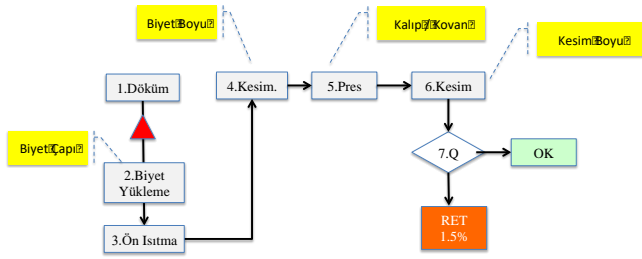 Biyet Boyu
Kalıp / Kovan
Kesim Boyu
1.Döküm
4.Kesim.
5.Pres
6.Kesim
Biyet Çapı
2.Biyet
Yükleme
7.Q
OK
3.Ön Isıtma
RET
1.5%